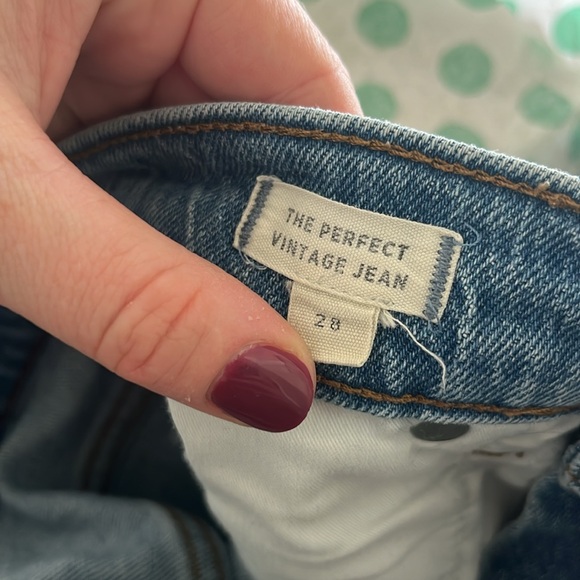 THE PERFECT
VINTAGE JEAN
28